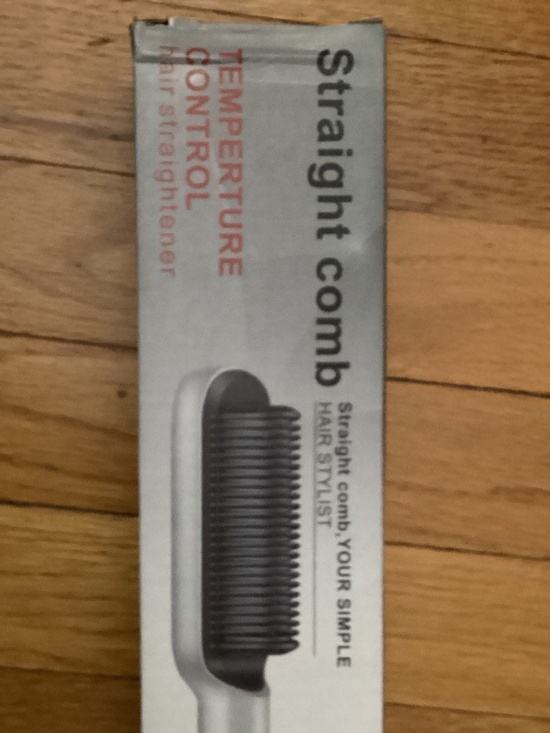 Straight comb
Straight comb,YOUR SIMPLE
HAIR STYLIST
TEMPERTURE
CONTROL
hair straightener